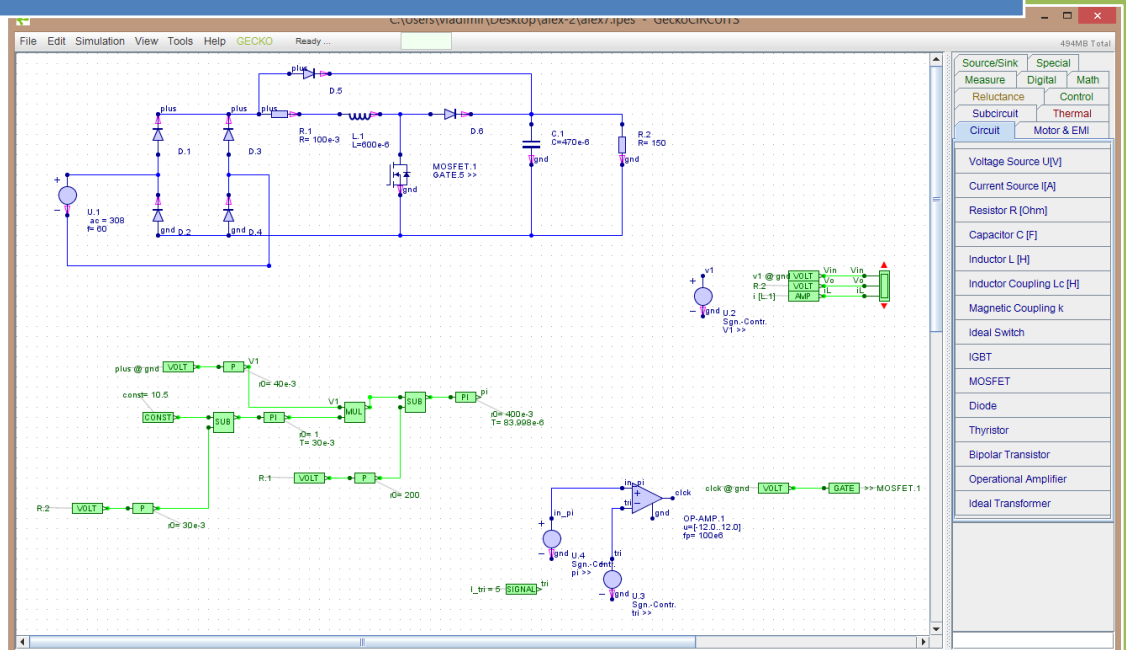 C:\Users\vladimir\Desktop\alex-2\alex7.ipes - GeckoCIRCUITS
File Edit Simulation View Tools Help GECKO Ready ...
494MB Total
Source/Sink Special
Measure Digital Math
Reluctance Control
Subcircuit Thermal
Circuit Motor & EMI
Voltage Source U[V]
Current Source I[A]
Resistor R [Ohm]
Capacitor C [F]
Inductor L [H]
Inductor Coupling Lc [H]
Magnetic Coupling k
Ideal Switch
IGBT
MOSFET
Diode
Thyristor
Bipolar Transistor
Operational Amplifier
Ideal Transformer
plus
D.5
plus
plus
plus
D.1
D.3
R.1
R= 100e-3
L.1
L=600e-6
D.6
C.1
C=470e-6
R.2
R= 150
MOSFET.1
GATE.5 >>
gnd
gnd
gnd
+
-
U.1
ac = 308
f= 60
gnd D.2
gnd D.4
v1
+
-
gnd U.2
Sgn.-Contr.
V1 >>
v1 @ gnd VOLT Vin Vin
R.2 VOLT Vo Vo
i [L.1] AMP iL iL
plus @ gnd VOLT P V1
r0= 40e-3
const= 10.5
CONST SUB PI
r0= 1
T= 30e-3
V1
MUL
SUB PI pi
r0= 400e-3
T= 83.998e-6
R.1 VOLT P
r0= 200
R.2 VOLT P
r0= 30e-3
in_pi
tri
+
-
clck
gnd
OP-AMP.1
u=[-12.0..12.0]
fp= 100e6
clck @ gnd VOLT GATE >> MOSFET.1
in_pi
+
-
gnd U.4
Sgn.-Contr.
pi >>
tri
+
-
gnd U.3
Sgn.-Contr.
tri >>
I_tri = 5 SIGNAL tri